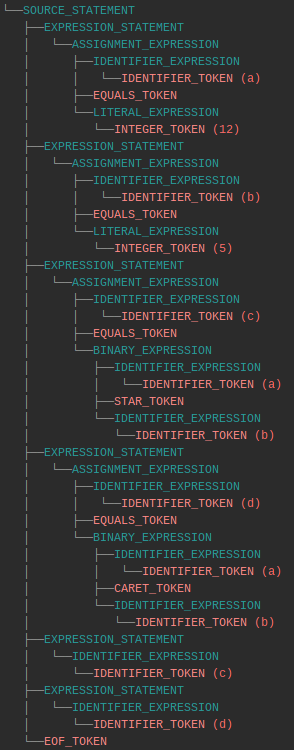 └──SOURCE_STATEMENT
   ├──EXPRESSION_STATEMENT
   │   └──ASSIGNMENT_EXPRESSION
   │      ├──IDENTIFIER_EXPRESSION
   │      │   └──IDENTIFIER_TOKEN (a)
   │      ├──EQUALS_TOKEN
   │      └──LITERAL_EXPRESSION
   │         └──INTEGER_TOKEN (12)
   ├──EXPRESSION_STATEMENT
   │   └──ASSIGNMENT_EXPRESSION
   │      ├──IDENTIFIER_EXPRESSION
   │      │   └──IDENTIFIER_TOKEN (b)
   │      ├──EQUALS_TOKEN
   │      └──LITERAL_EXPRESSION
   │         └──INTEGER_TOKEN (5)
   ├──EXPRESSION_STATEMENT
   │   └──ASSIGNMENT_EXPRESSION
   │      ├──IDENTIFIER_EXPRESSION
   │      │   └──IDENTIFIER_TOKEN (c)
   │      ├──EQUALS_TOKEN
   │      └──BINARY_EXPRESSION
   │         ├──IDENTIFIER_EXPRESSION
   │         │   └──IDENTIFIER_TOKEN (a)
   │         ├──STAR_TOKEN
   │         └──IDENTIFIER_EXPRESSION
   │            └──IDENTIFIER_TOKEN (b)
   ├──EXPRESSION_STATEMENT
   │   └──ASSIGNMENT_EXPRESSION
   │      ├──IDENTIFIER_EXPRESSION
   │      │   └──IDENTIFIER_TOKEN (d)
   │      ├──EQUALS_TOKEN
   │      └──BINARY_EXPRESSION
   │         ├──IDENTIFIER_EXPRESSION
   │         │   └──IDENTIFIER_TOKEN (a)
   │         ├──CARET_TOKEN
   │         └──IDENTIFIER_EXPRESSION
   │            └──IDENTIFIER_TOKEN (b)
   ├──EXPRESSION_STATEMENT
   │   └──IDENTIFIER_EXPRESSION
   │      └──IDENTIFIER_TOKEN (c)
   ├──EXPRESSION_STATEMENT
   │   └──IDENTIFIER_EXPRESSION
   │      └──IDENTIFIER_TOKEN (d)
   └──EOF_TOKEN